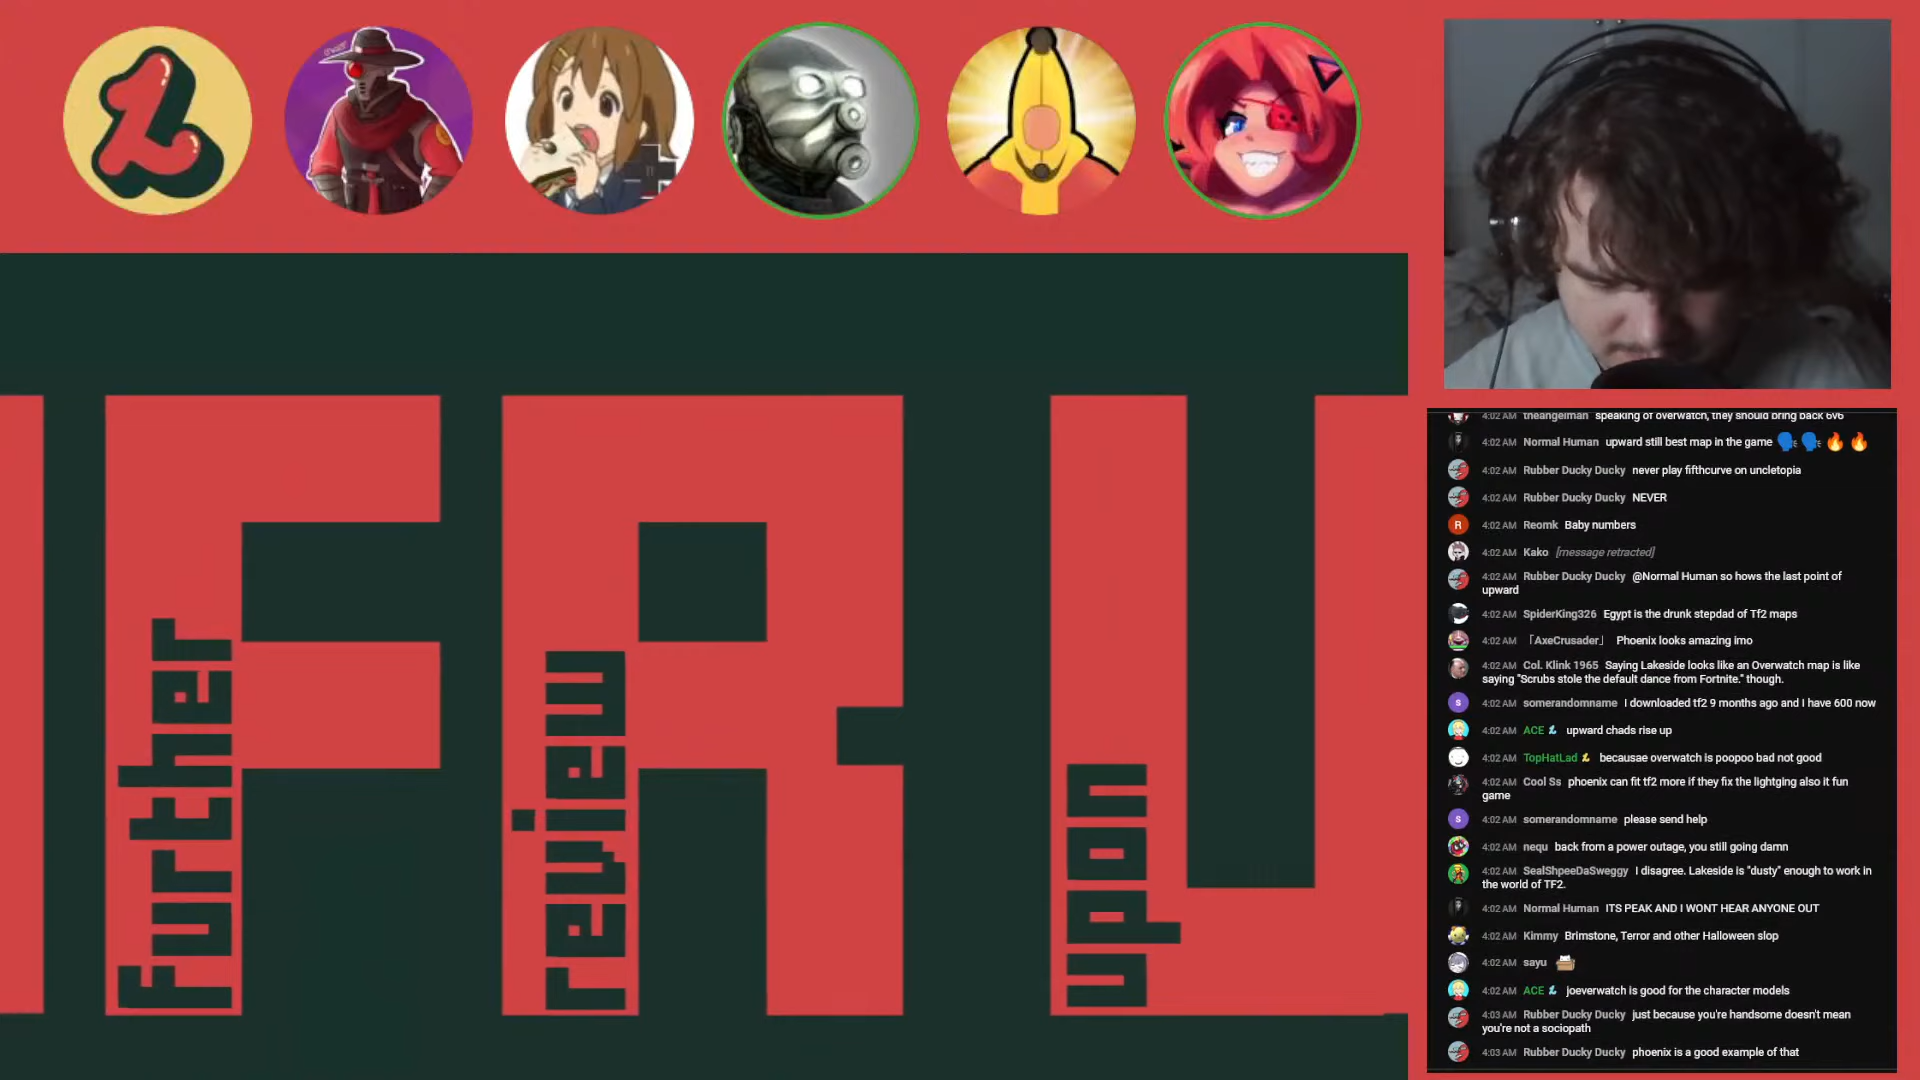 F R U
further
review
upon
4:02 AM theangelman speaking of overwatch, they should bring back 6v6
4:02 AM Normal Human upward still best map in the game 🗣️🗣️🔥🔥
4:02 AM Rubber Ducky Ducky never play fifthcurve on uncletopia
4:02 AM Rubber Ducky Ducky NEVER
R 4:02 AM Reomk Baby numbers
4:02 AM Kako [message retracted]
4:02 AM Rubber Ducky Ducky @Normal Human so hows the last point of
upward
4:02 AM SpiderKing326 Egypt is the drunk stepdad of Tf2 maps
4:02 AM 「AxeCrusader」 Phoenix looks amazing imo
4:02 AM Col. Klink 1965 Saying Lakeside looks like an Overwatch map is like
saying "Scrubs stole the default dance from Fortnite." though.
s 4:02 AM somerandomname I downloaded tf2 9 months ago and I have 600 now
4:02 AM ACE upward chads rise up
4:02 AM TopHatLad becausae overwatch is poopoo bad not good
4:02 AM Cool Ss phoenix can fit tf2 more if they fix the lightging also it fun
game
s 4:02 AM somerandomname please send help
4:02 AM nequ back from a power outage, you still going damn
4:02 AM SealShpeeDaSweggy I disagree. Lakeside is "dusty" enough to work in
the world of TF2.
4:02 AM Normal Human ITS PEAK AND I WONT HEAR ANYONE OUT
4:02 AM Kimmy Brimstone, Terror and other Halloween slop
4:02 AM sayu
4:02 AM ACE joeverwatch is good for the character models
4:03 AM Rubber Ducky Ducky just because you're handsome doesn't mean
you're not a sociopath
4:03 AM Rubber Ducky Ducky phoenix is a good example of that